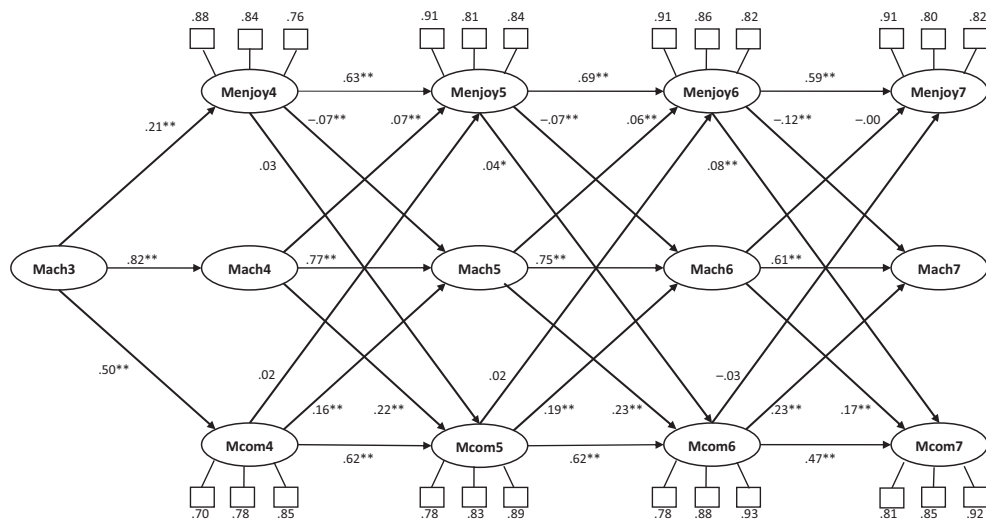 .88 .84 .76 .91 .81 .84 .91 .86 .82 .91 .80 .82
Menjoy4 .63** Menjoy5 .69** Menjoy6 .59** Menjoy7
.21** –.07** .07** –.07** .06** –.12** –.00
.03 .04* .08**
Mach3 .82** Mach4 .77** Mach5 .75** Mach6 .61** Mach7
.50** .02 .02 –.03
.16** .22** .19** .23** .23** .17**
Mcom4 .62** Mcom5 .62** Mcom6 .47** Mcom7
.70 .78 .85 .78 .83 .89 .78 .88 .93 .81 .85 .92